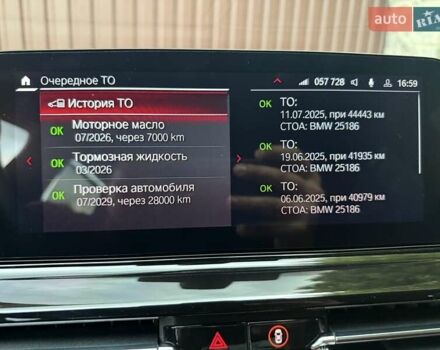 auto RIA
Очередное ТО
057 728
16:59
История ТО
OK Моторное масло
07/2026, через 7000 km
OK Тормозная жидкость
03/2026
OK Проверка автомобиля
07/2029, через 28000 km
OK ТО:
11.07.2025, при 44443 км
СТОА: BMW 25186
OK ТО:
19.06.2025, при 41935 км
СТОА: BMW 25186
OK ТО:
06.06.2025, при 40979 км
СТОА: BMW 25186